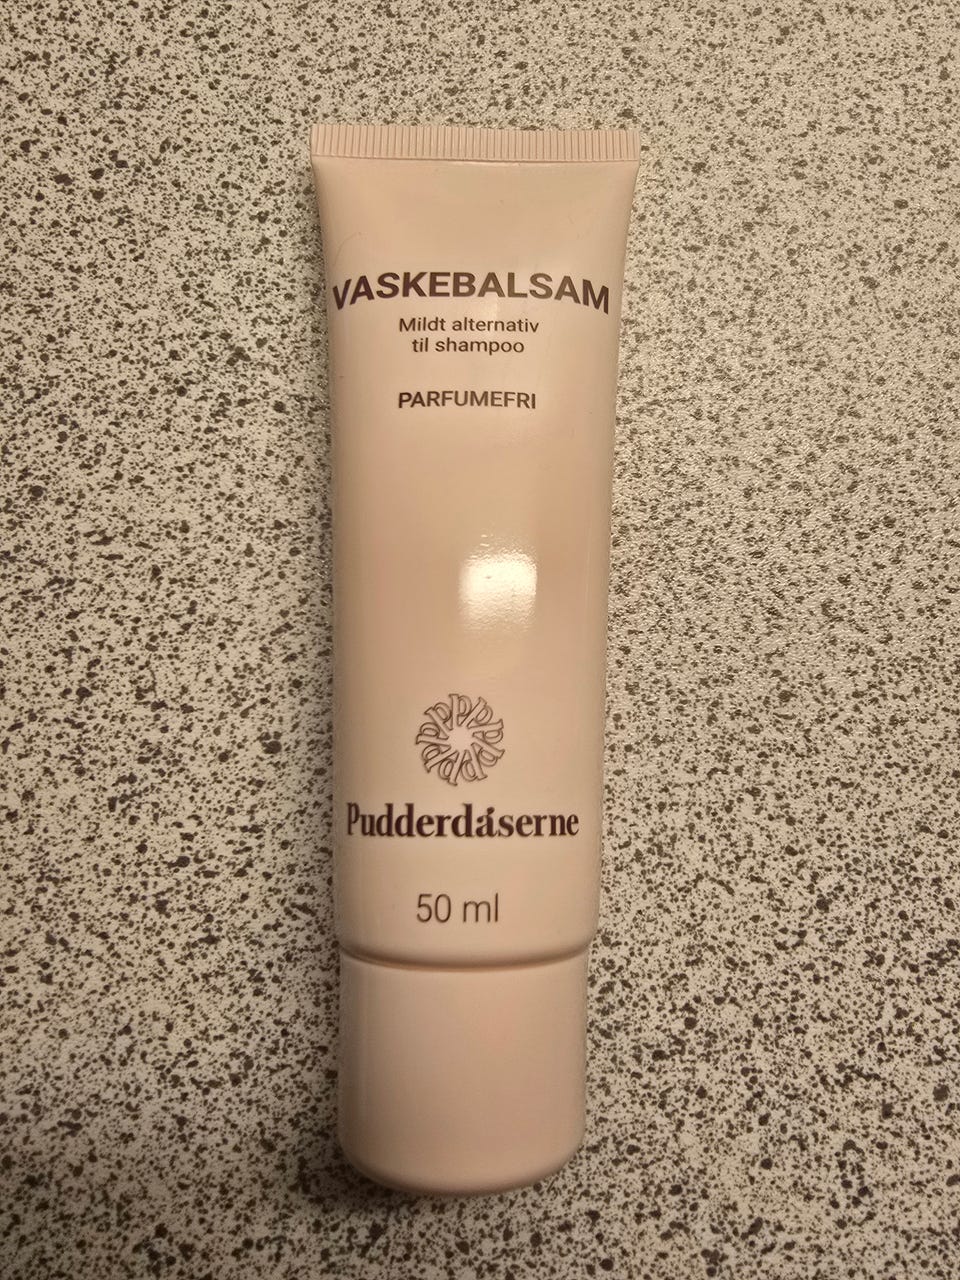 VASKEBALSAM
Mildt alternativ
til shampoo
PARFUMEFRI
Pudderdåserne
50 ml